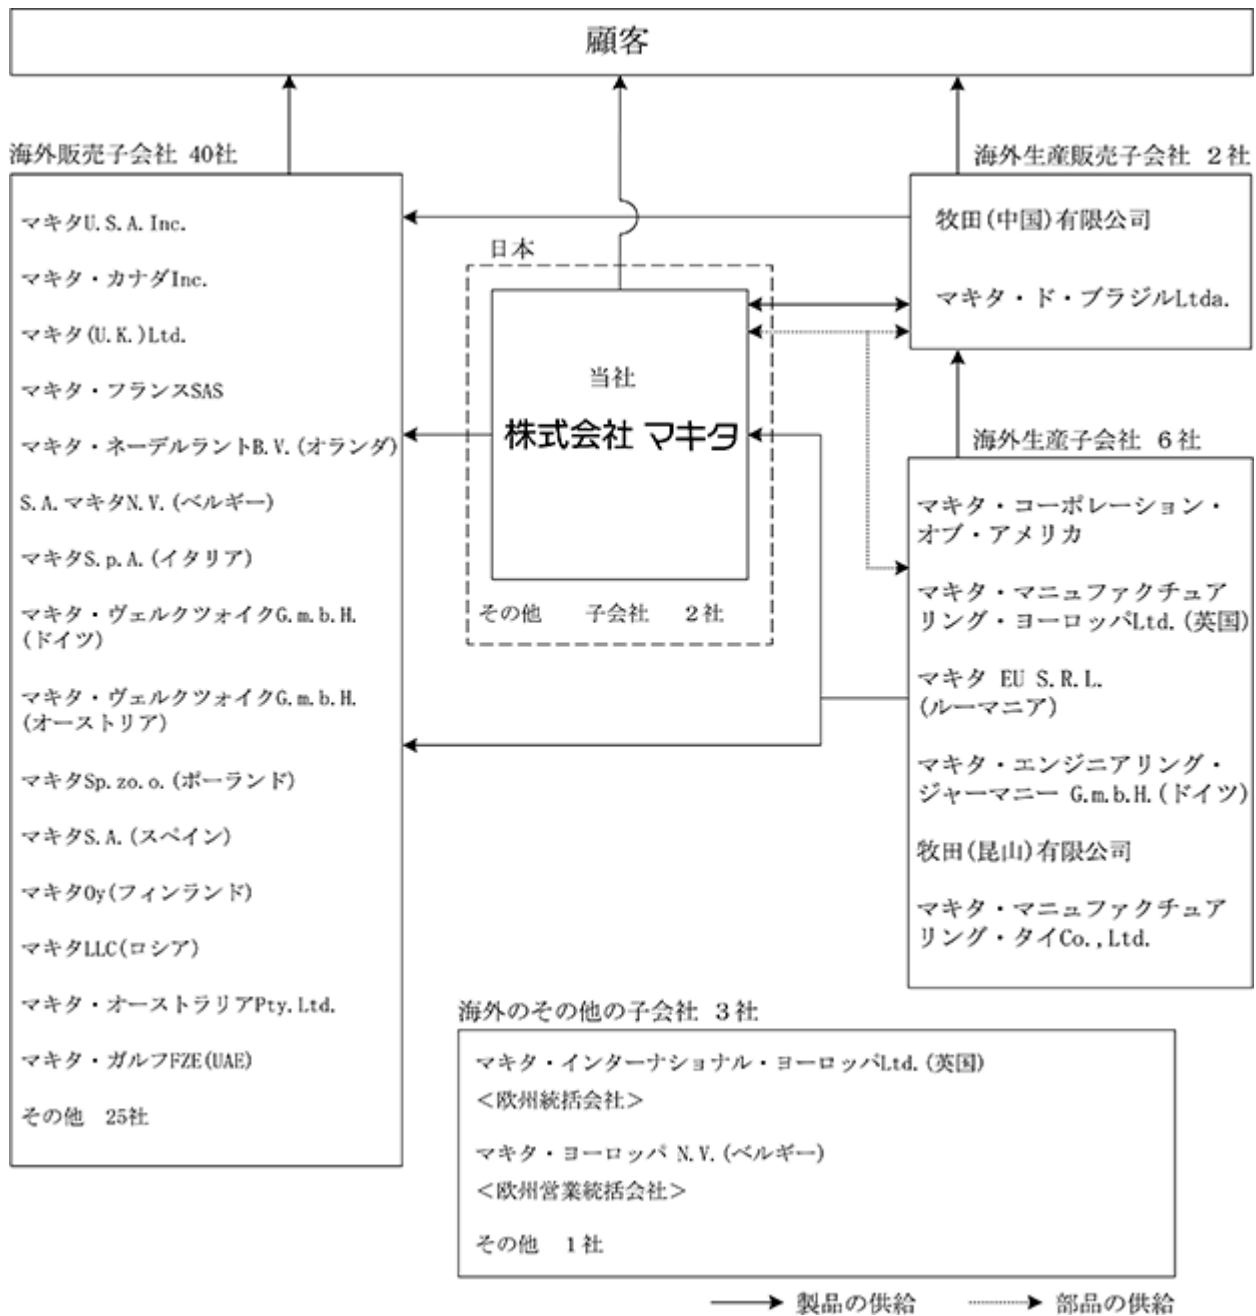 顧客
海外販売子会社 40社
マキタU.S.A.Inc.
マキタ・カナダInc.
マキタ(U.K.)Ltd.
マキタ・フランスSAS
マキタ・ネーデルラントB.V.(オランダ)
S.A.マキタN.V.(ベルギー)
マキタS.p.A.(イタリア)
マキタ・ヴェルクツォイクG.m.b.H.
(ドイツ)
マキタ・ヴェルクツォイクG.m.b.H.
(オーストリア)
マキタSp.zo.o.(ポーランド)
マキタS.A.(スペイン)
マキタOy(フィンランド)
マキタLLC(ロシア)
マキタ・オーストラリアPty.Ltd.
マキタ・ガルフFZE(UAE)
その他 25社
日本
当社
株式会社 マキタ
その他 子会社 2社
海外生産販売子会社 2社
牧田(中国)有限公司
マキタ・ド・ブラジルLtda.
海外生産子会社 6社
マキタ・コーポレーション・
オブ・アメリカ
マキタ・マニュファクチュア
リング・ヨーロッパLtd.(英国)
マキタ EU S.R.L.
(ルーマニア)
マキタ・エンジニアリング・
ジャーマニー G.m.b.H.(ドイツ)
牧田(昆山)有限公司
マキタ・マニュファクチュア
リング・タイCo.,Ltd.
海外のその他の子会社 3社
マキタ・インターナショナル・ヨーロッパLtd.(英国)
＜欧州統括会社＞
マキタ・ヨーロッパ N.V.(ベルギー)
＜欧州営業統括会社＞
その他 1社
製品の供給
部品の供給